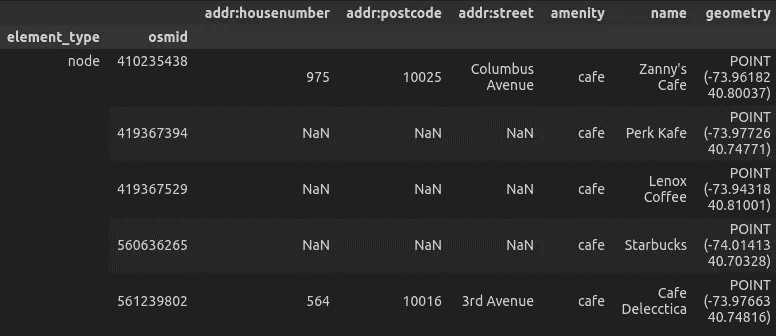 addr:housenumber addr:postcode addr:street amenity name geometry
element_type osmid
node 410235438 975 10025 Columbus Avenue cafe Zanny's Cafe POINT (-73.96182 40.80037)
419367394 NaN NaN NaN cafe Perk Kafe POINT (-73.97726 40.74771)
419367529 NaN NaN NaN cafe Lenox Coffee POINT (-73.94318 40.81001)
560636265 NaN NaN NaN cafe Starbucks POINT (-74.01413 40.70328)
561239802 564 10016 3rd Avenue cafe Cafe Delecctica POINT (-73.97663 40.74816)